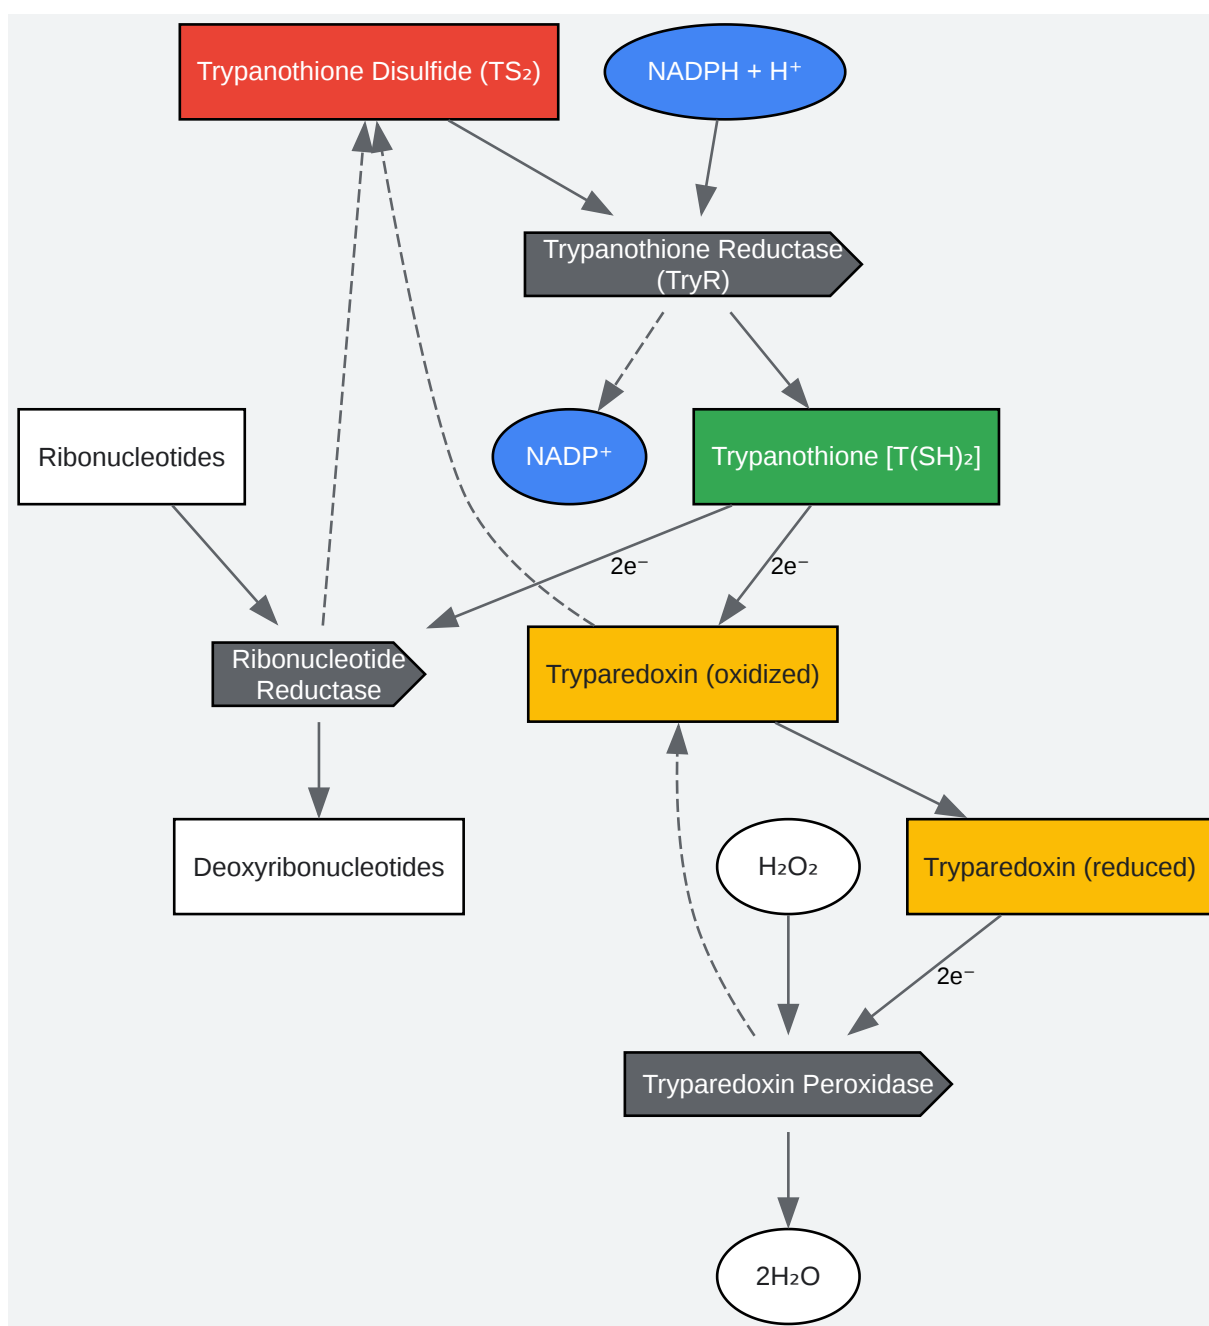 Trypanothione Disulfide (TS₂)
NADPH + H⁺
Trypanothione Reductase
(TryR)
Ribonucleotides
NADP⁺
Trypanothione [T(SH)₂]
2e⁻
2e⁻
Ribonucleotide
Reductase
Tryparedoxin (oxidized)
Deoxyribonucleotides
H₂O₂
Tryparedoxin (reduced)
2e⁻
Tryparedoxin Peroxidase
2H₂O